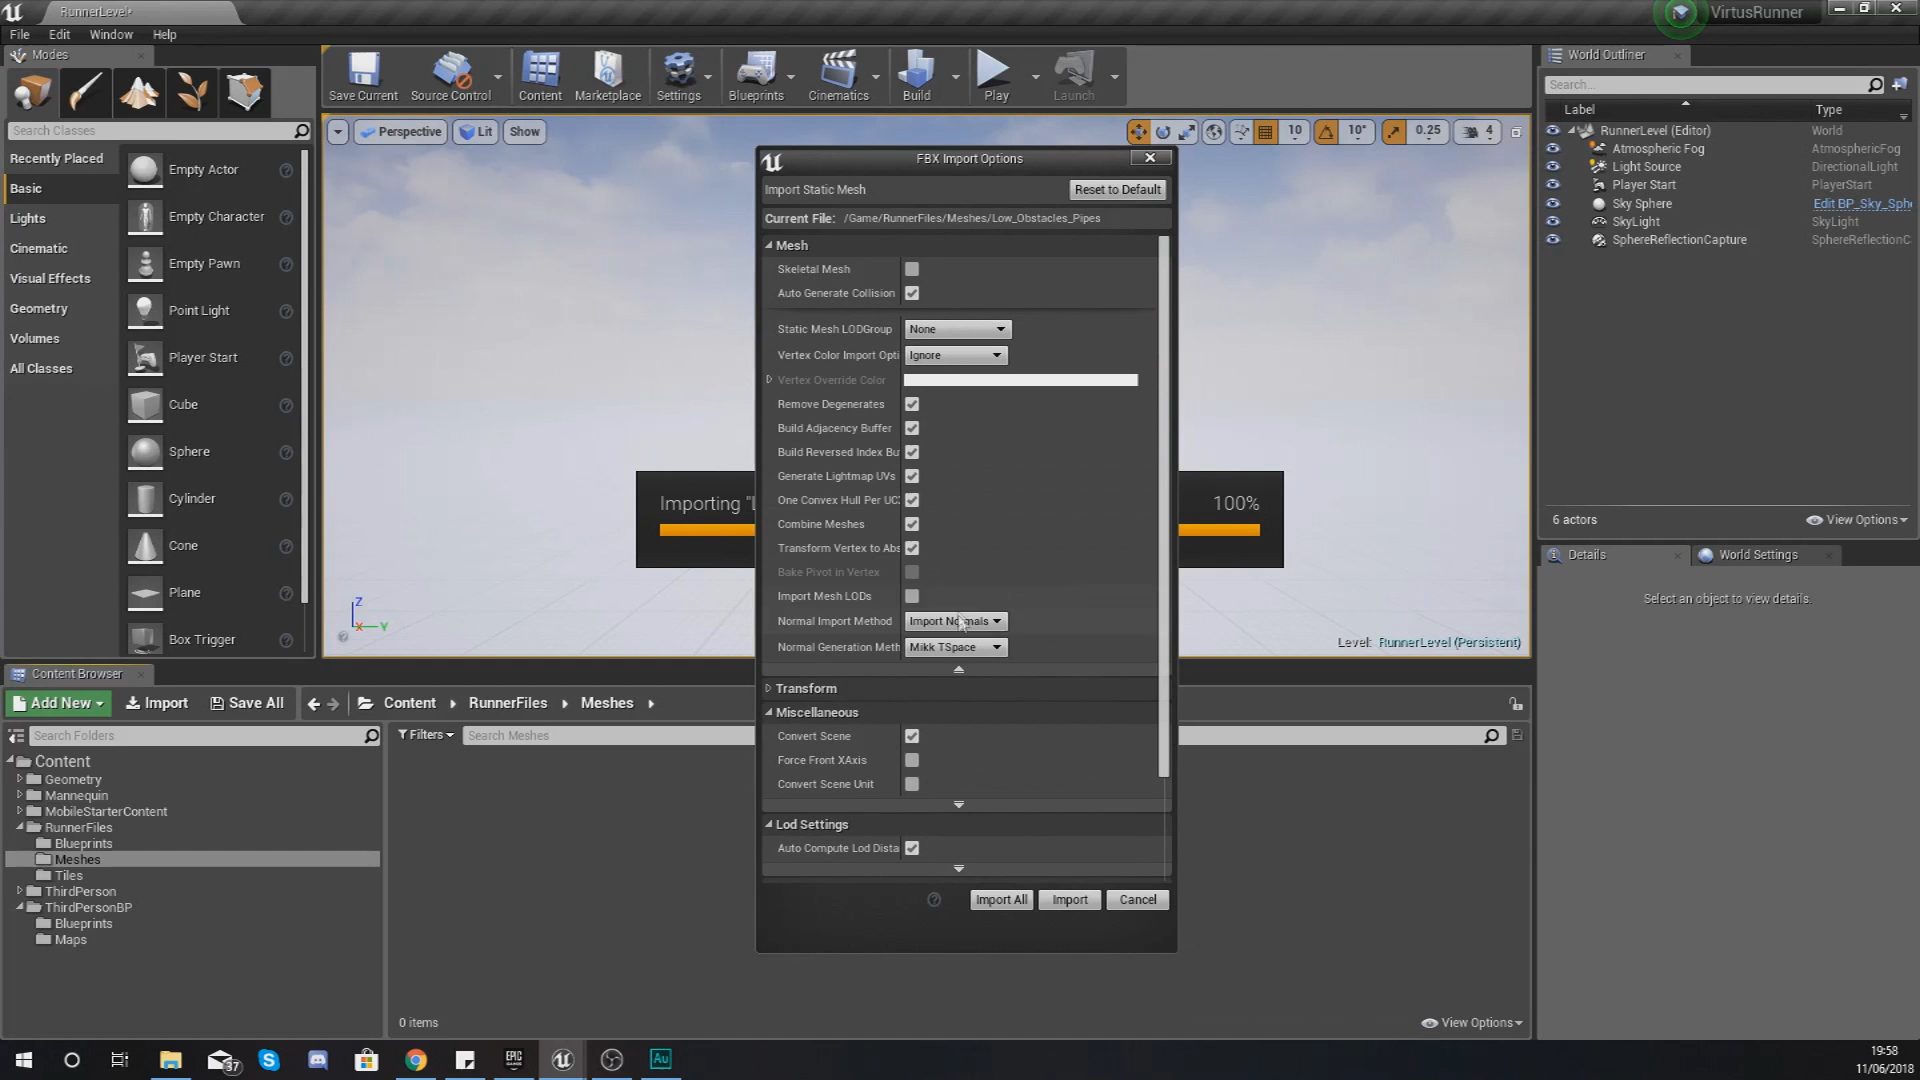 RunnerLevel*
VirtusRunner
File Edit Window Help
Modes
Search Classes
Recently Placed
Basic
Lights
Cinematic
Visual Effects
Geometry
Volumes
All Classes
Empty Actor
Empty Character
Empty Pawn
Point Light
Player Start
Cube
Sphere
Cylinder
Cone
Plane
Box Trigger
Save Current Source Control Content Marketplace Settings Blueprints Cinematics Build Play Launch
Perspective Lit Show
10 10° 0.25 4
Importing "L
100%
Level: RunnerLevel (Persistent)
Z
X Y
FBX Import Options
Import Static Mesh Reset to Default
Current File: /Game/RunnerFiles/Meshes/Low_Obstacles_Pipes
Mesh
Skeletal Mesh
Auto Generate Collision
Static Mesh LODGroup None
Vertex Color Import Opti Ignore
Vertex Override Color
Remove Degenerates
Build Adjacency Buffer
Build Reversed Index Bu
Generate Lightmap UVs
One Convex Hull Per UC
Combine Meshes
Transform Vertex to Abs
Bake Pivot in Vertex
Import Mesh LODs
Normal Import Method Import Normals
Normal Generation Meth Mikk TSpace
Transform
Miscellaneous
Convert Scene
Force Front XAxis
Convert Scene Unit
Lod Settings
Auto Compute Lod Dista
Import All Import Cancel
World Outliner
Search...
Label Type
RunnerLevel (Editor) World
Atmospheric Fog AtmosphericFog
Light Source DirectionalLight
Player Start PlayerStart
Sky Sphere Edit BP_Sky_Sph
SkyLight SkyLight
SphereReflectionCapture SphereReflectionC
6 actors View Options
Details World Settings
Select an object to view details.
Content Browser
Add New Import Save All Content RunnerFiles Meshes
Search Folders
Filters Search Meshes
Content
Geometry
Mannequin
MobileStarterContent
RunnerFiles
Blueprints
Meshes
Tiles
ThirdPerson
ThirdPersonBP
Blueprints
Maps
0 items View Options
37
EPIC GAMES
Au
19:58
11/06/2018